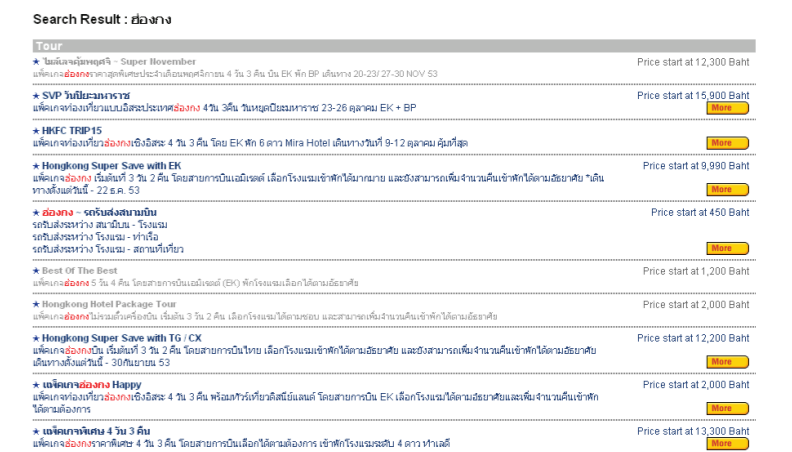 Search Result : ฮ่องกง
Tour
★ ไมล์เลจคุ้มพฤศจิ ~ Super November Price start at 12,300 Baht
แพ็คเกจฮ่องกงราคาสุดพิเศษประจำเดือนพฤศจิกายน 4 วัน 3 คืน บิน EK พัก BP เดินทาง 20-23/ 27-30 NOV 53
★ SVP วันปิยะมหาราช Price start at 15,900 Baht
แพ็คเกจท่องเที่ยวแบบอิสระประเทศฮ่องกง 4วัน 3คืน วันหยุดปิยะมหาราช 23-26 ตุลาคม EK + BP More
★ HKFC TRIP15
แพ็คเกจท่องเที่ยวฮ่องกงเชิงอิสระ 4 วัน 3 คืน โดย EK พัก 6 ดาว Mira Hotel เดินทางวันที่ 9-12 ตุลาคม คุ้มที่สุด More
★ Hongkong Super Save with EK Price start at 9,990 Baht
แพ็คเกจฮ่องกง เริ่มต้นที่ 3 วัน 2 คืน โดยสายการบินเอมิเรตต์ เลือกโรงแรมเข้าพักได้มากมาย และยังสามารถเพิ่มจำนวนคืนเข้าพักได้ตามอัธยาศัย *เดิน
ทางตั้งแต่วันนี้ - 22 ธ.ค. 53 More
★ ฮ่องกง ~ รถรับส่งสนามบิน Price start at 450 Baht
รถรับส่งระหว่าง สนามิบน - โรงแรม
รถรับส่งระหว่าง โรงแรม - ท่าเรือ
รถรับส่งระหว่าง โรงแรม - สถานที่เที่ยว More
★ Best Of The Best Price start at 1,200 Baht
แพ็คเกจฮ่องกง 5 วัน 4 คืน โดยสายการบินเอมิเรตต์ (EK) พักโรงแรมเลือกได้ตามอัธยาศัย
★ Hongkong Hotel Package Tour Price start at 2,000 Baht
แพ็คเกจฮ่องกงไม่รวมตั๋วเครื่องบิน เริ่มต้น 3 วัน 2 คืน เลือกโรงแรมได้ตามชอบ และสามารถเพิ่มจำนวนคืนเข้าพักได้ตามอัธยาศัย
★ Hongkong Super Save with TG / CX Price start at 12,200 Baht
แพ็คเกจฮ่องกงบิน เริ่มต้นที่ 3 วัน 2 คืน โดยสายการบินไทย เลือกโรงแรมเข้าพักได้ตามอัธยาศัย และยังสามารถเพิ่มจำนวนคืนเข้าพักได้ตามอัธยาศัย
เดินทางตั้งแต่วันนี้ - 30กันยายน 53 More
★ แพ็คเกจฮ่องกง Happy Price start at 2,000 Baht
แพ็คเกจท่องเที่ยวฮ่องกงเชิงอิสระ 4 วัน 3 คืน พร้อมทัวร์เที่ยวดิสนีย์แลนด์ โดยสายการบิน EK เลือกโรงแรมได้ตามอัธยาศัยและเพิ่มจำนวนคืนเข้าพัก
ได้ตามต้องการ More
★ แพ็คเกจพิเศษ 4 วัน 3 คืน Price start at 13,300 Baht
แพ็คเกจฮ่องกงราคาพิเศษ 4 วัน 3 คืน โดยสายการบินเลือกได้ตามต้องการ เข้าพักโรงแรมระดับ 4 ดาว ทำเลดี More